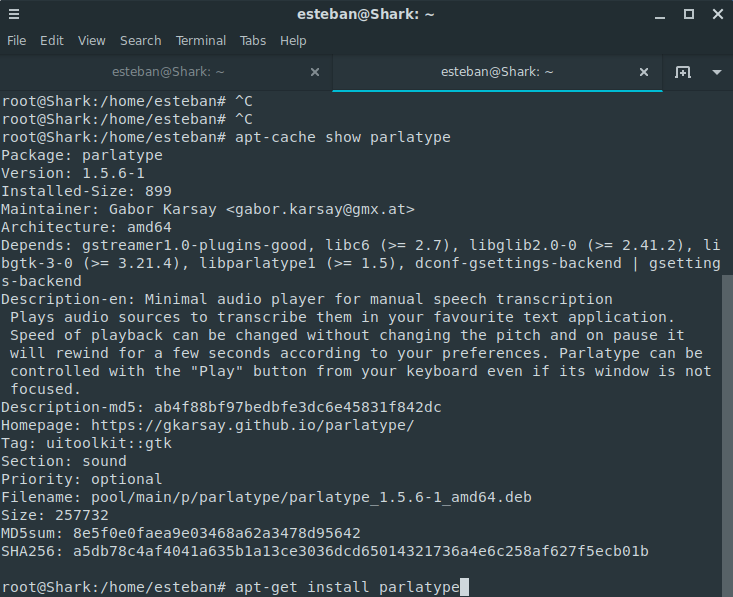 esteban@Shark: ~
File Edit View Search Terminal Tabs Help
esteban@Shark: ~ esteban@Shark: ~
root@Shark:/home/esteban# ^C
root@Shark:/home/esteban# ^C
root@Shark:/home/esteban# apt-cache show parlatype
Package: parlatype
Version: 1.5.6-1
Installed-Size: 899
Maintainer: Gabor Karsay <gabor.karsay@gmx.at>
Architecture: amd64
Depends: gstreamer1.0-plugins-good, libc6 (>= 2.7), libglib2.0-0 (>= 2.41.2), li
bgtk-3-0 (>= 3.21.4), libparlatype1 (>= 1.5), dconf-gsettings-backend | gsetting
s-backend
Description-en: Minimal audio player for manual speech transcription
 Plays audio sources to transcribe them in your favourite text application.
 Speed of playback can be changed without changing the pitch and on pause it
 will rewind for a few seconds according to your preferences. Parlatype can be
 controlled with the "Play" button from your keyboard even if its window is not
 focused.
Description-md5: ab4f88bf97bedbfe3dc6e45831f842dc
Homepage: https://gkarsay.github.io/parlatype/
Tag: uitoolkit::gtk
Section: sound
Priority: optional
Filename: pool/main/p/parlatype/parlatype_1.5.6-1_amd64.deb
Size: 257732
MD5sum: 8e5f0e0faea9e03468a62a3478d95642
SHA256: a5db78c4af4041a635b1a13ce3036dcd65014321736a4e6c258af627f5ecb01b
root@Shark:/home/esteban# apt-get install parlatype